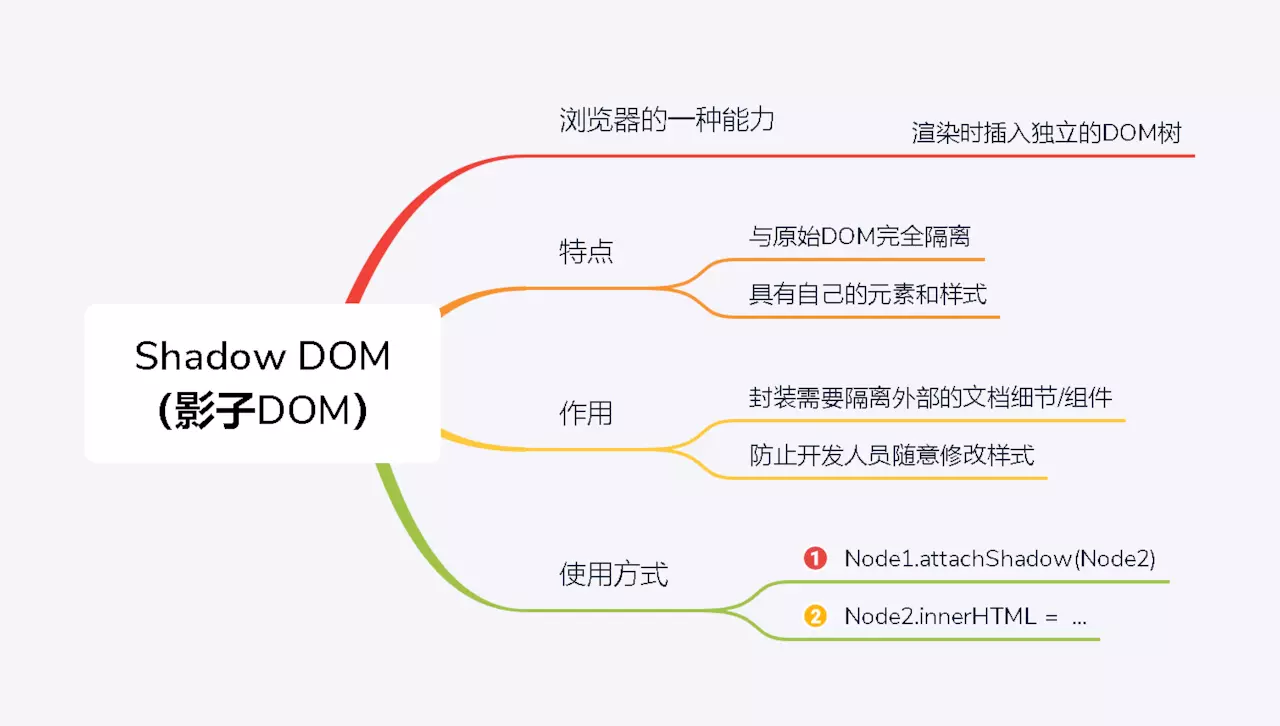 Shadow DOM
(影子DOM)
浏览器的一种能力
渲染时插入独立的DOM树
特点
与原始DOM完全隔离
具有自己的元素和样式
作用
封装需要隔离外部的文档细节/组件
防止开发人员随意修改样式
使用方式
1 Node1.attachShadow(Node2)
2 Node2.innerHTML = ...